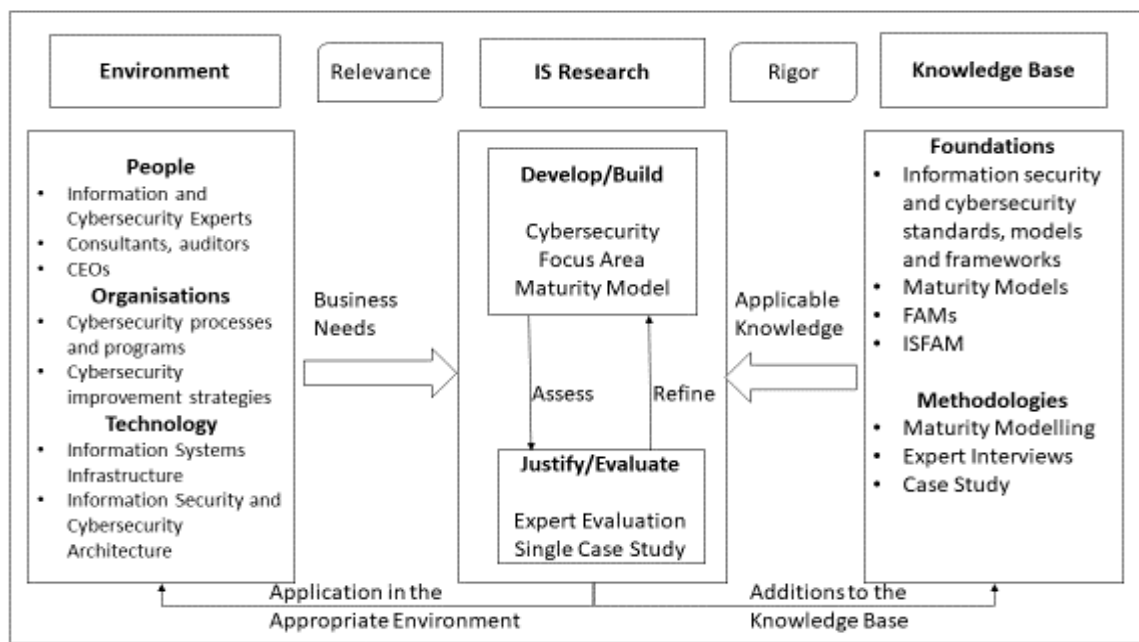 Environment
Relevance
IS Research
Rigor
Knowledge Base
People
• Information and
Cybersecurity Experts
• Consultants, auditors
• CEOs
Organisations
• Cybersecurity processes
and programs
• Cybersecurity
improvement strategies
Technology
• Information Systems
Infrastructure
• Information Security and
Cybersecurity
Architecture
Business
Needs
Develop/Build
Cybersecurity
Focus Area
Maturity Model
Assess
Refine
Justify/Evaluate
Expert Evaluation
Single Case Study
Applicable
Knowledge
Foundations
• Information security
and cybersecurity
standards, models
and frameworks
• Maturity Models
• FAMs
• ISFAM
Methodologies
• Maturity Modelling
• Expert Interviews
• Case Study
Application in the
Appropriate Environment
Additions to the
Knowledge Base